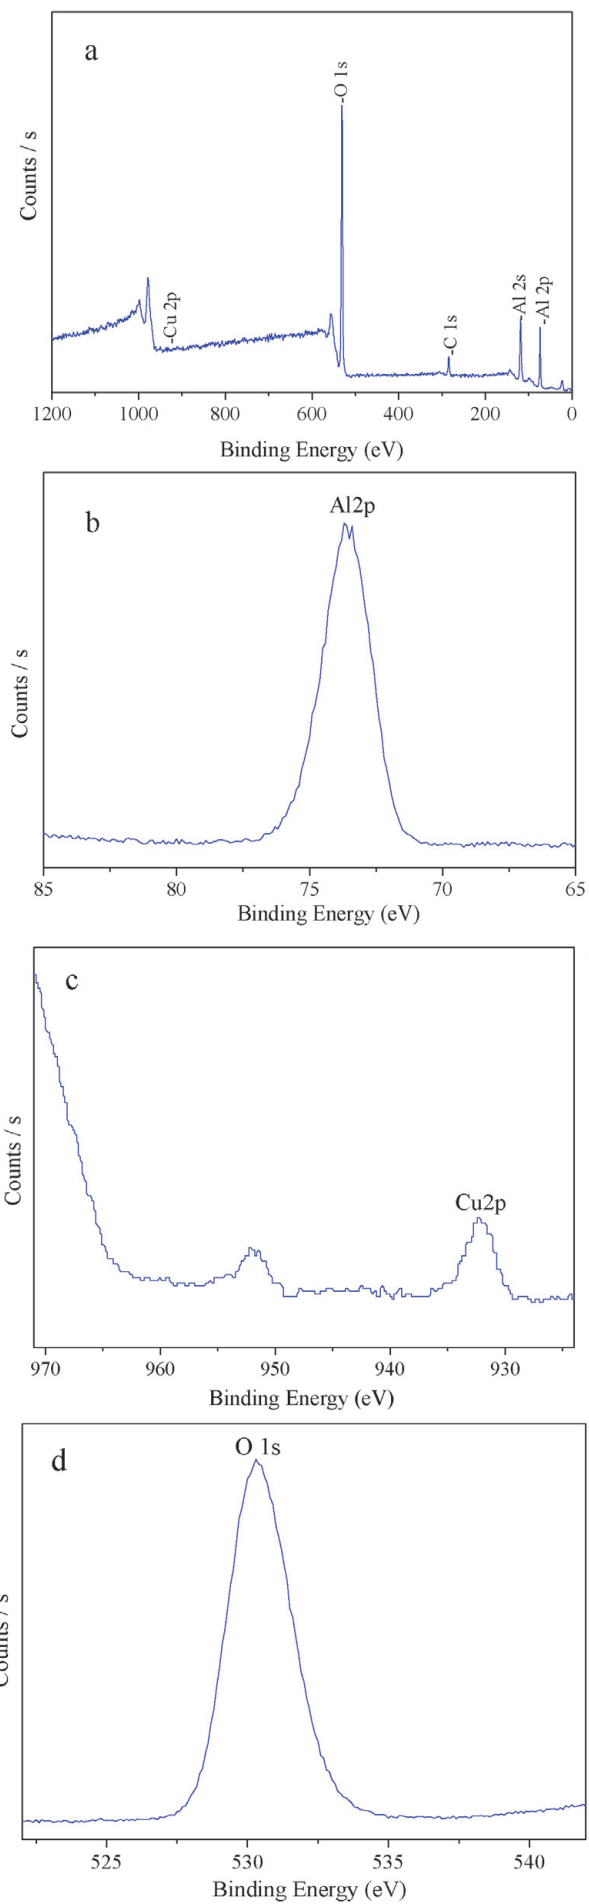 a
Counts / s
-O 1s
-Cu 2p
-C 1s
-Al 2s
-Al 2p
1200 1000 800 600 400 200 0
Binding Energy (eV)
b
Al2p
Counts / s
85 80 75 70 65
Binding Energy (eV)
c
Counts / s
Cu2p
970 960 950 940 930
Binding Energy (eV)
d
O 1s
Counts / s
525 530 535 540
Binding Energy (eV)